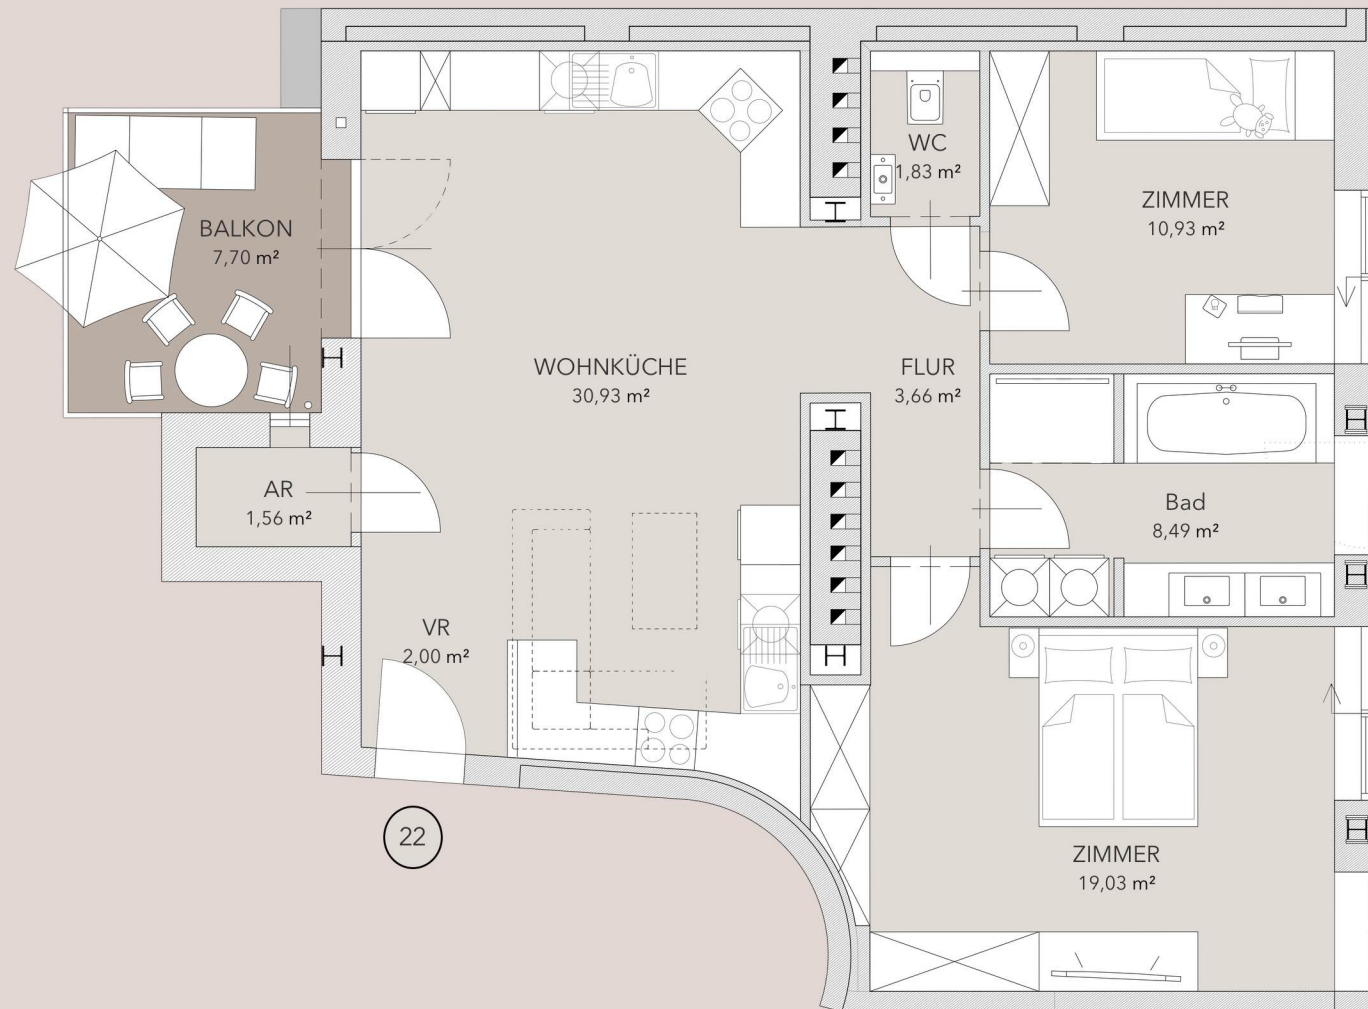 WC
1,83 m²
ZIMMER
10,93 m²
BALKON
7,70 m²
WOHNKÜCHE
30,93 m²
FLUR
3,66 m²
AR
1,56 m²
Bad
8,49 m²
VR
2,00 m²
22
ZIMMER
19,03 m²